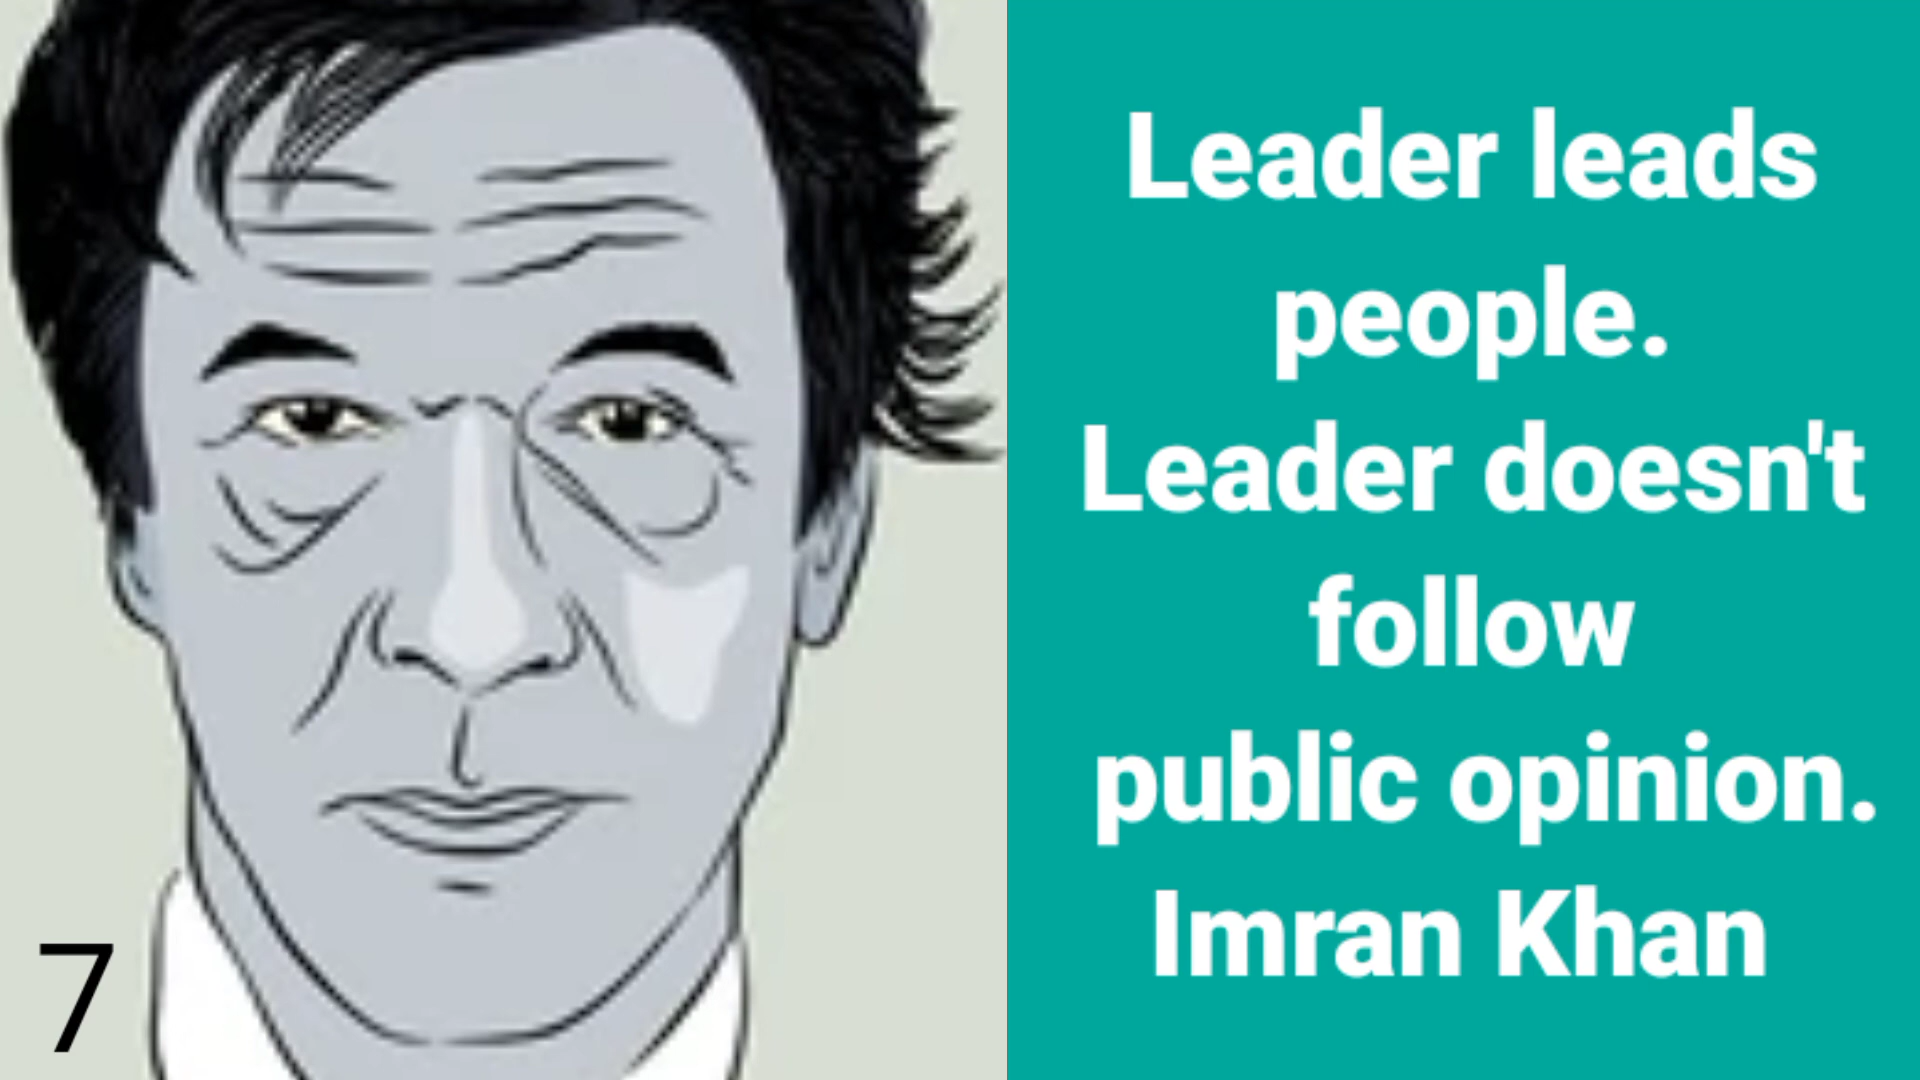 Leader leads
people.
Leader doesn't
follow
public opinion.
Imran Khan
7